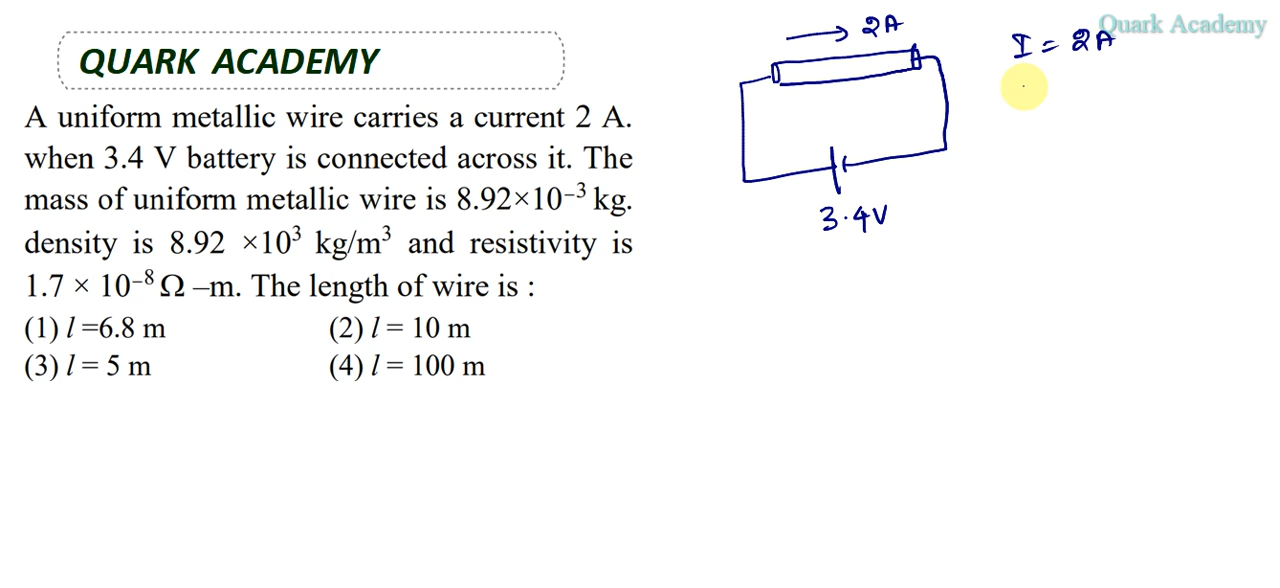 QUARK ACADEMY
A uniform metallic wire carries a current 2 A.
when 3.4 V battery is connected across it. The
mass of uniform metallic wire is 8.92×10⁻³ kg.
density is 8.92 ×10³ kg/m³ and resistivity is
1.7 × 10⁻⁸ Ω –m. The length of wire is :
(1) l =6.8 m (2) l = 10 m
(3) l = 5 m (4) l = 100 m
2A
3.4V
Quark Academy
I = 2A